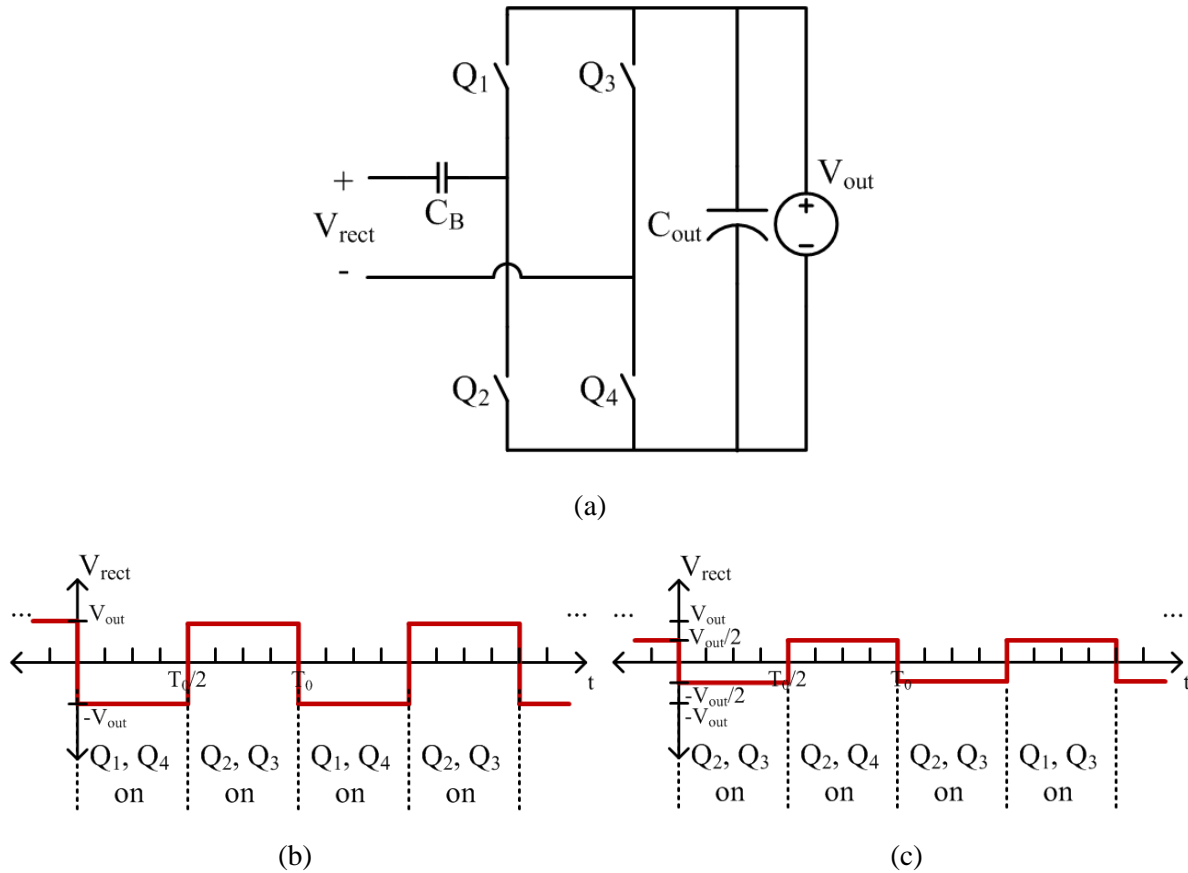 Q1
Q3
+
Vrect
-
CB
Cout
Vout
+
−
Q2
Q4
(a)
Vrect
...
...
Vout
T0/2
T0
t
-Vout
Q1, Q4
on
Q2, Q3
on
Q1, Q4
on
Q2, Q3
on
(b)
Vrect
...
...
Vout
Vout/2
T0/2
T0
t
-Vout/2
-Vout
Q2, Q3
on
Q2, Q4
on
Q2, Q3
on
Q1, Q3
on
(c)